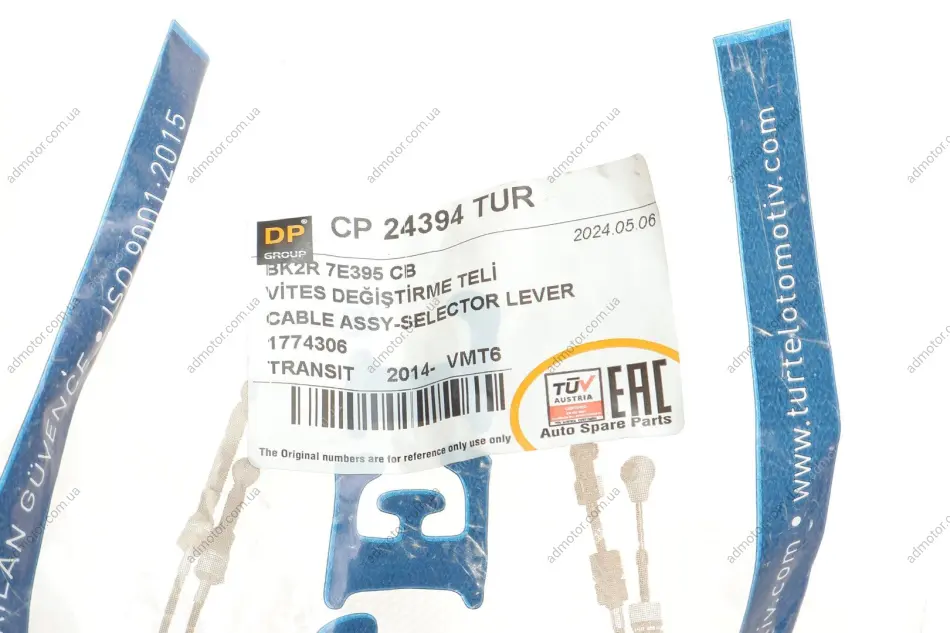 CP 24394 TUR
2024.05.06
DP
GROUP
BK2R 7E395 CB
VİTES DEĞİŞTİRME TELİ
CABLE ASSY-SELECTOR LEVER
1774306
TRANSIT 2014- VMT6
TÜV
AUSTRIA
EAC
Auto Spare Parts
The Original numbers are for reference only use only
GÜVENCE • ISO 9001:2015
www.turtelotomotiv.com •
admotor.com.ua